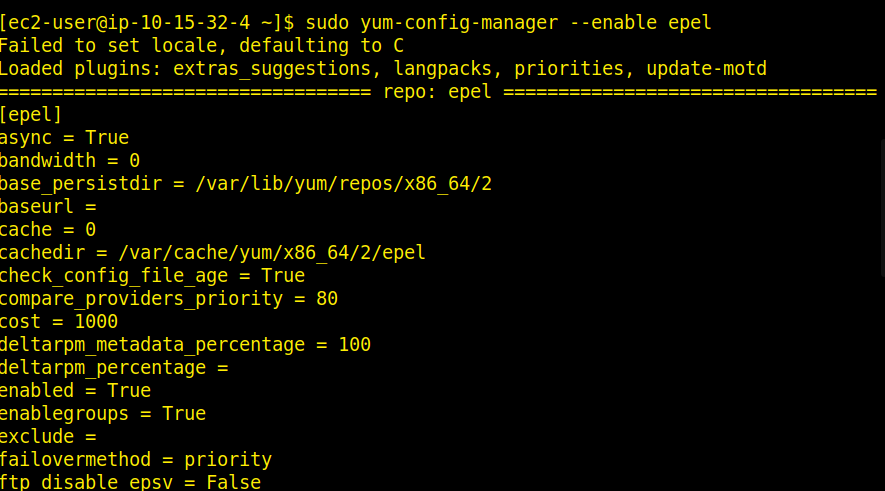 [ec2-user@ip-10-15-32-4 ~]$ sudo yum-config-manager --enable epel
Failed to set locale, defaulting to C
Loaded plugins: extras_suggestions, langpacks, priorities, update-motd
================================== repo: epel ==================================
[epel]
async = True
bandwidth = 0
base_persistdir = /var/lib/yum/repos/x86_64/2
baseurl =
cache = 0
cachedir = /var/cache/yum/x86_64/2/epel
check_config_file_age = True
compare_providers_priority = 80
cost = 1000
deltarpm_metadata_percentage = 100
deltarpm_percentage =
enabled = True
enablegroups = True
exclude =
failovermethod = priority
ftp_disable_epsv = False